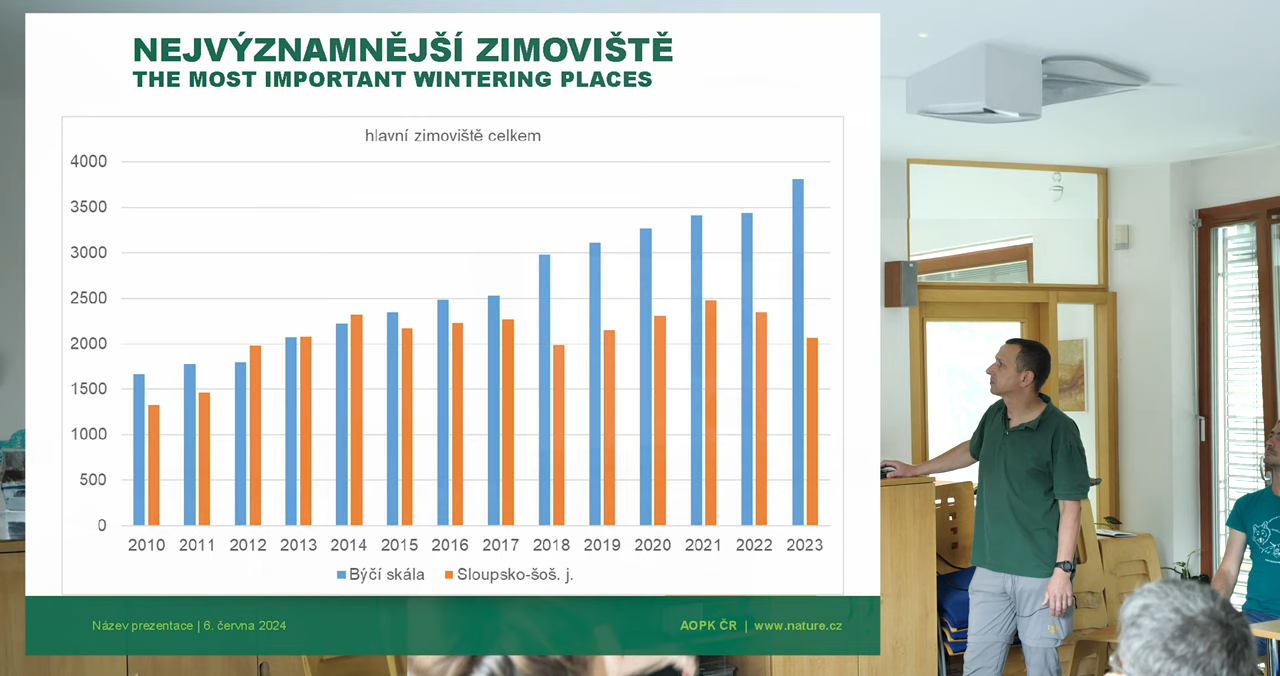 NEJVÝZNAMNĚJŠÍ ZIMOVIŠTĚ
THE MOST IMPORTANT WINTERING PLACES
hlavní zimoviště celkem
4000
3500
3000
2500
2000
1500
1000
500
0
2010 2011 2012 2013 2014 2015 2016 2017 2018 2019 2020 2021 2022 2023
Býčí skála Sloupsko-šoš. j.
Název prezentace | 6. června 2024
AOPK ČR | www.nature.cz